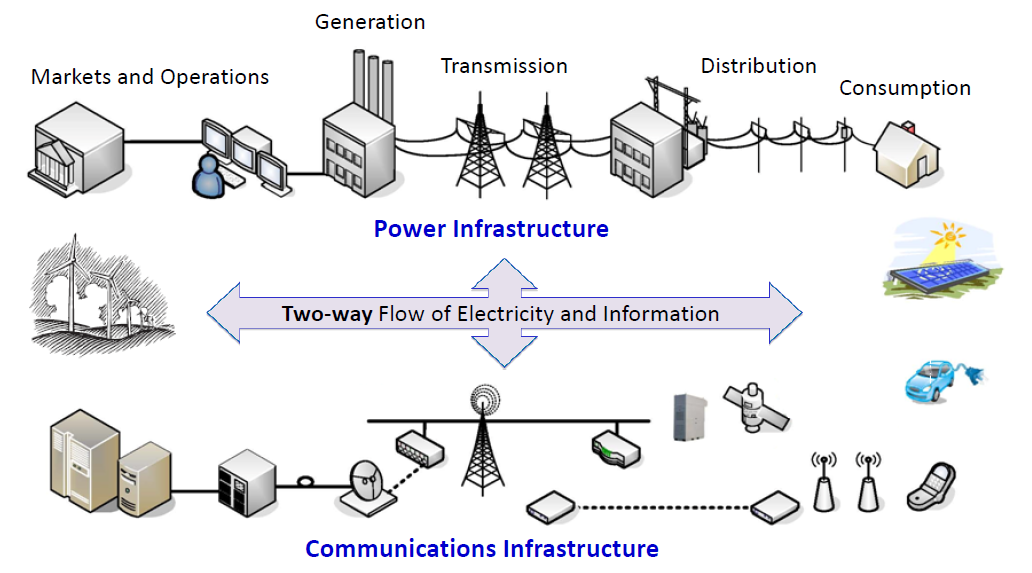 Generation
Markets and Operations
Transmission
Distribution
Consumption
Power Infrastructure
Two-way Flow of Electricity and Information
Communications Infrastructure